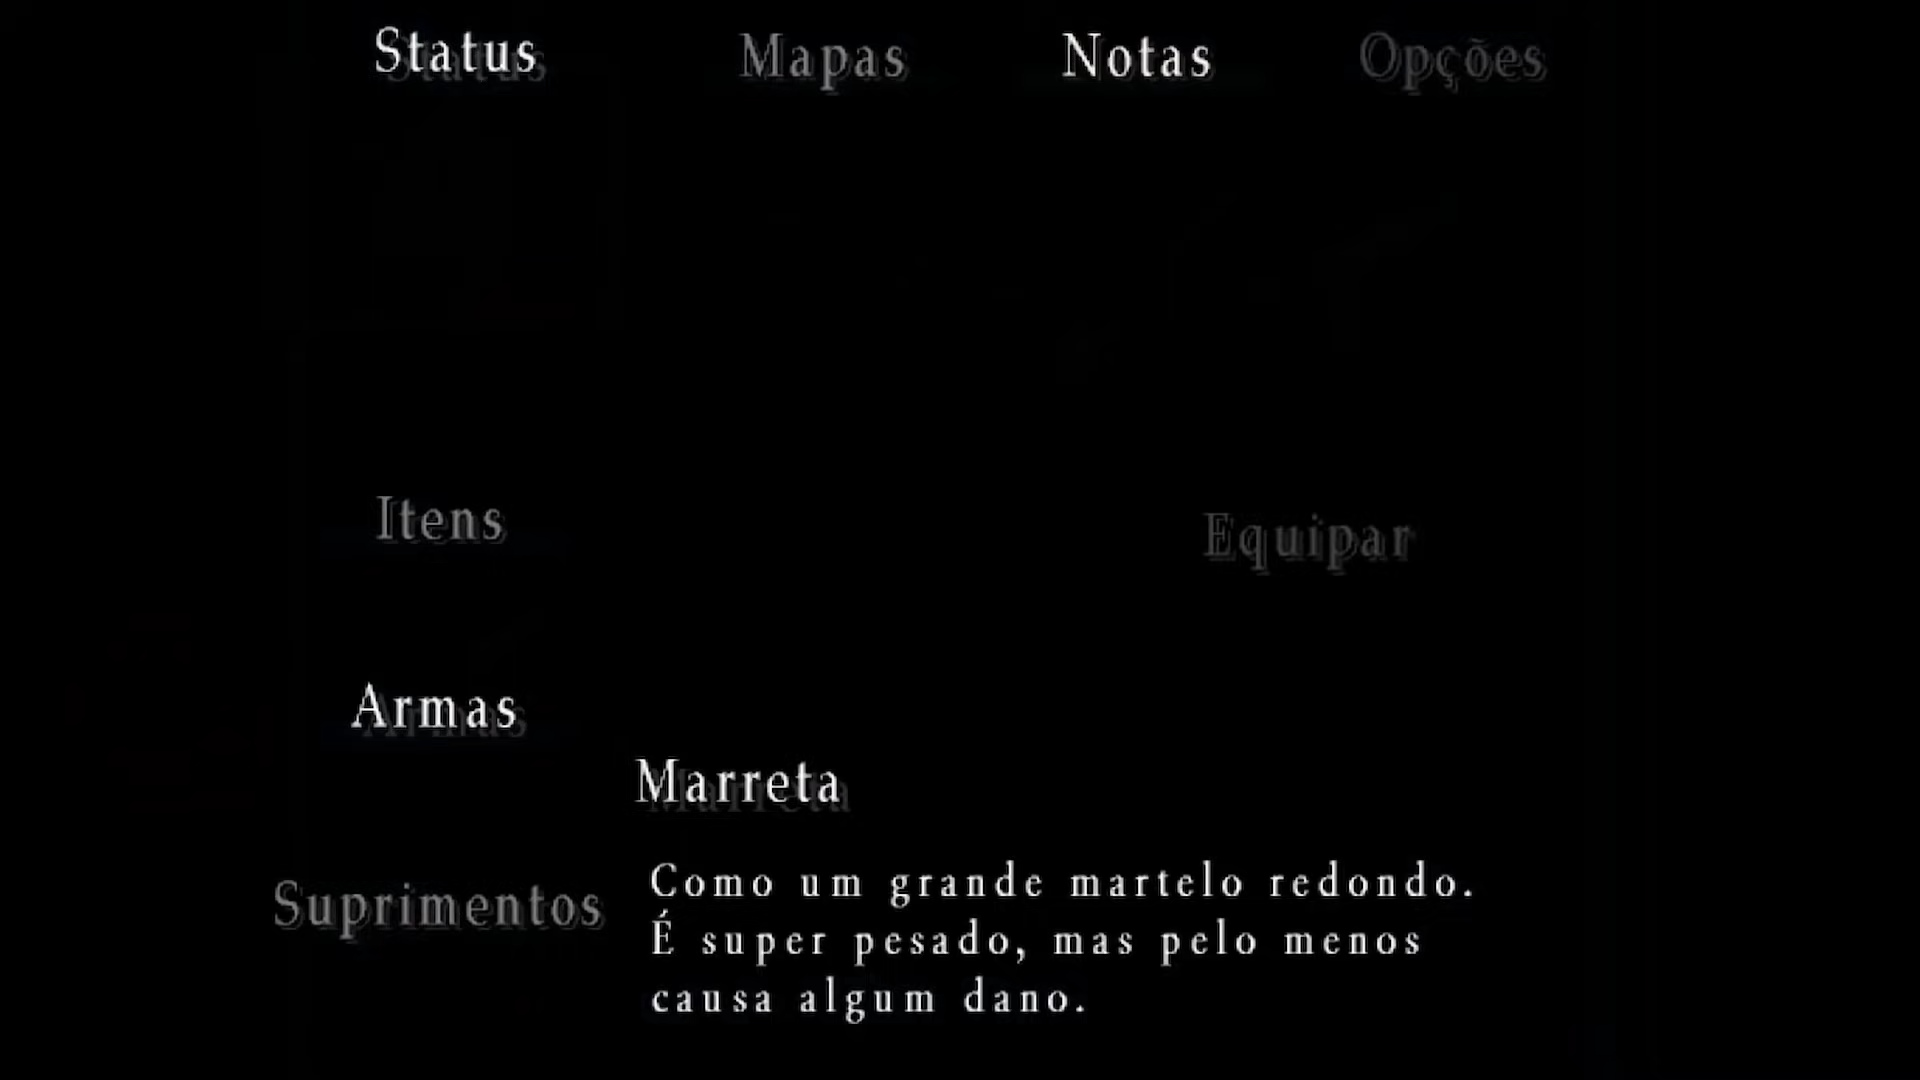 Status
Mapas
Notas
Opções
Itens
Equipar
Armas
Marreta
Suprimentos
Como um grande martelo redondo.
É super pesado, mas pelo menos
causa algum dano.